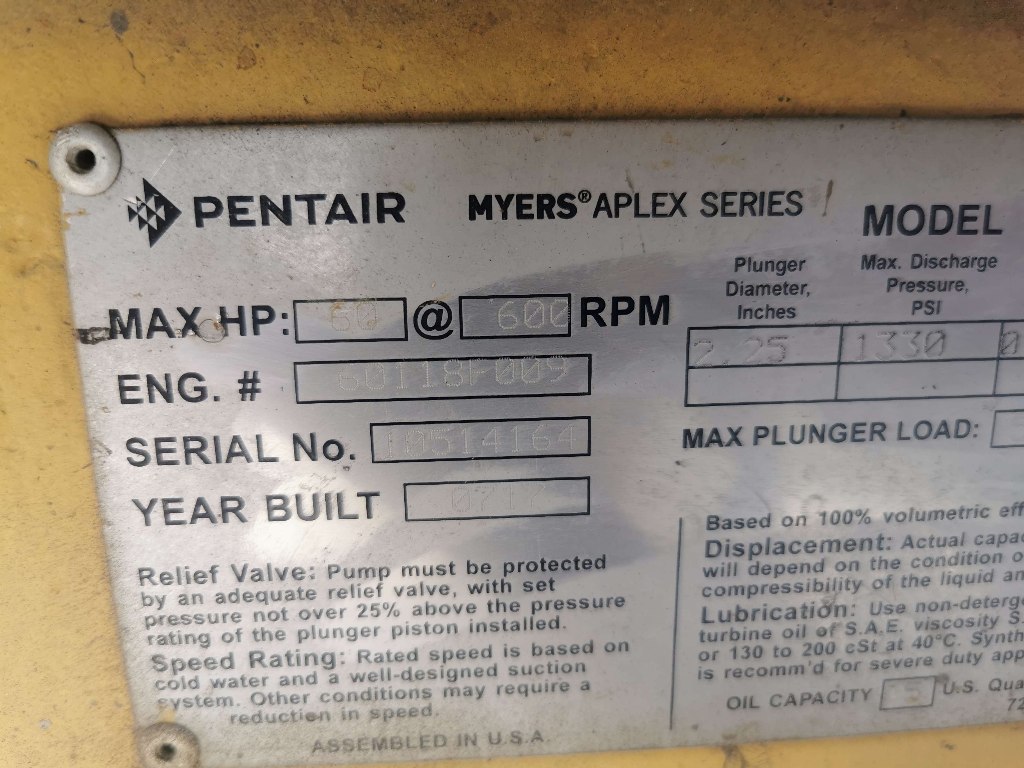 PENTAIR MYERS® APLEX SERIES MODEL
MAX HP: 60 @ 600 RPM
ENG. # 60118F009
SERIAL No. 10514164
YEAR BUILT
Plunger Diameter, Inches
Max. Discharge Pressure, PSI
2.25 1330 0
MAX PLUNGER LOAD:
Relief Valve: Pump must be protected
by an adequate relief valve, with set
pressure not over 25% above the pressure
rating of the plunger piston installed.
Speed Rating: Rated speed is based on
cold water and a well-designed suction
system. Other conditions may require a
reduction in speed.
ASSEMBLED IN U.S.A.
Based on 100% volumetric eff
Displacement: Actual capac
will depend on the condition o
compressibility of the liquid an
Lubrication: Use non-deterge
turbine oil of S.A.E. viscosity S.
or 130 to 200 cSt at 40°C. Synth
is recomm'd for severe duty app
OIL CAPACITY 5 U.S. Qua
72